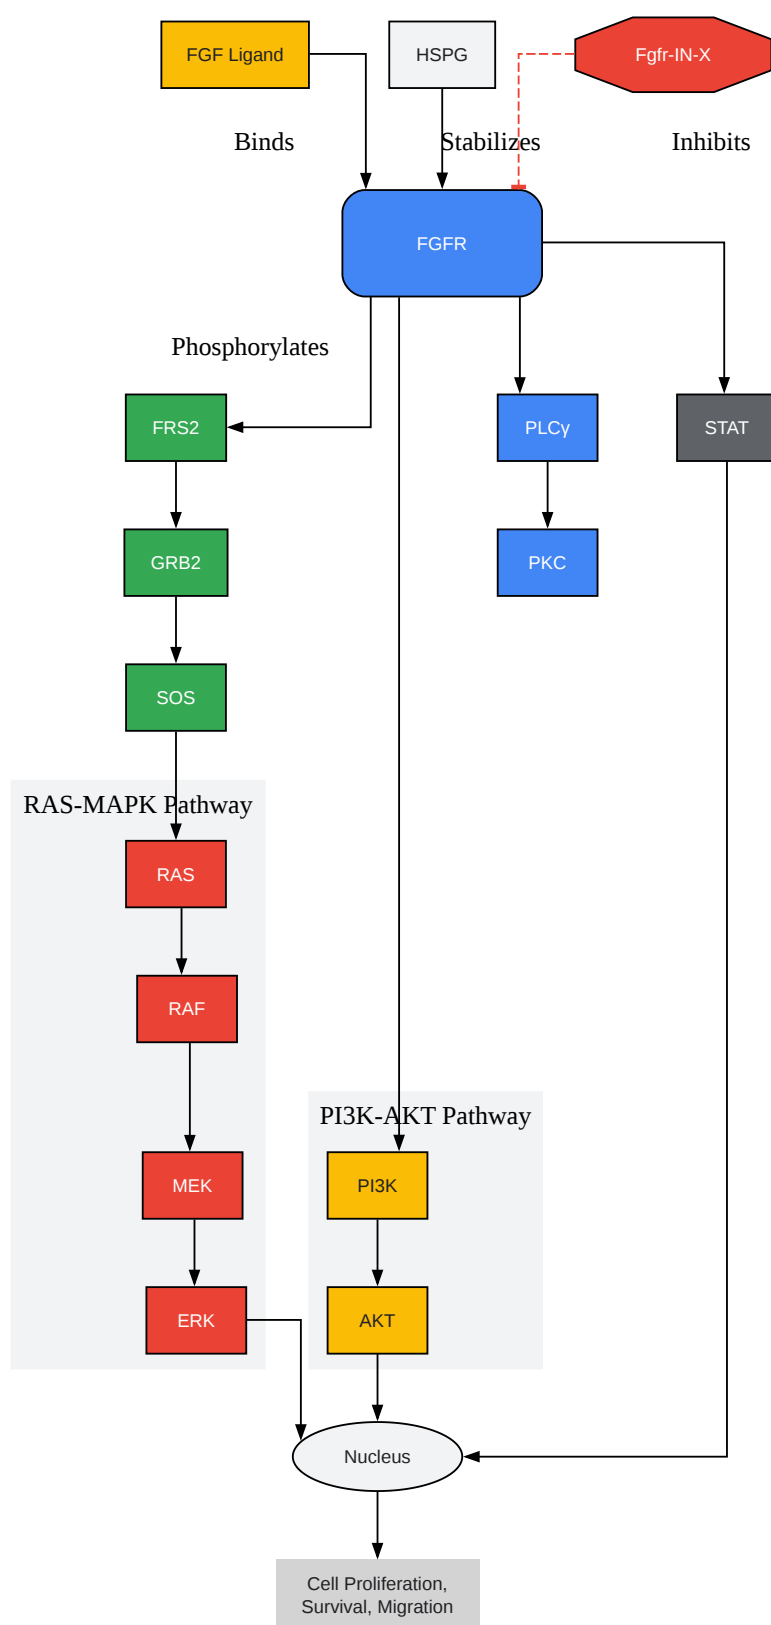 FGF Ligand
HSPG
Fgfr-IN-X
Binds
Stabilizes
Inhibits
FGFR
Phosphorylates
FRS2
PLCγ
STAT
GRB2
PKC
SOS
RAS-MAPK Pathway
RAS
RAF
PI3K-AKT Pathway
MEK
PI3K
ERK
AKT
Nucleus
Cell Proliferation,
Survival, Migration